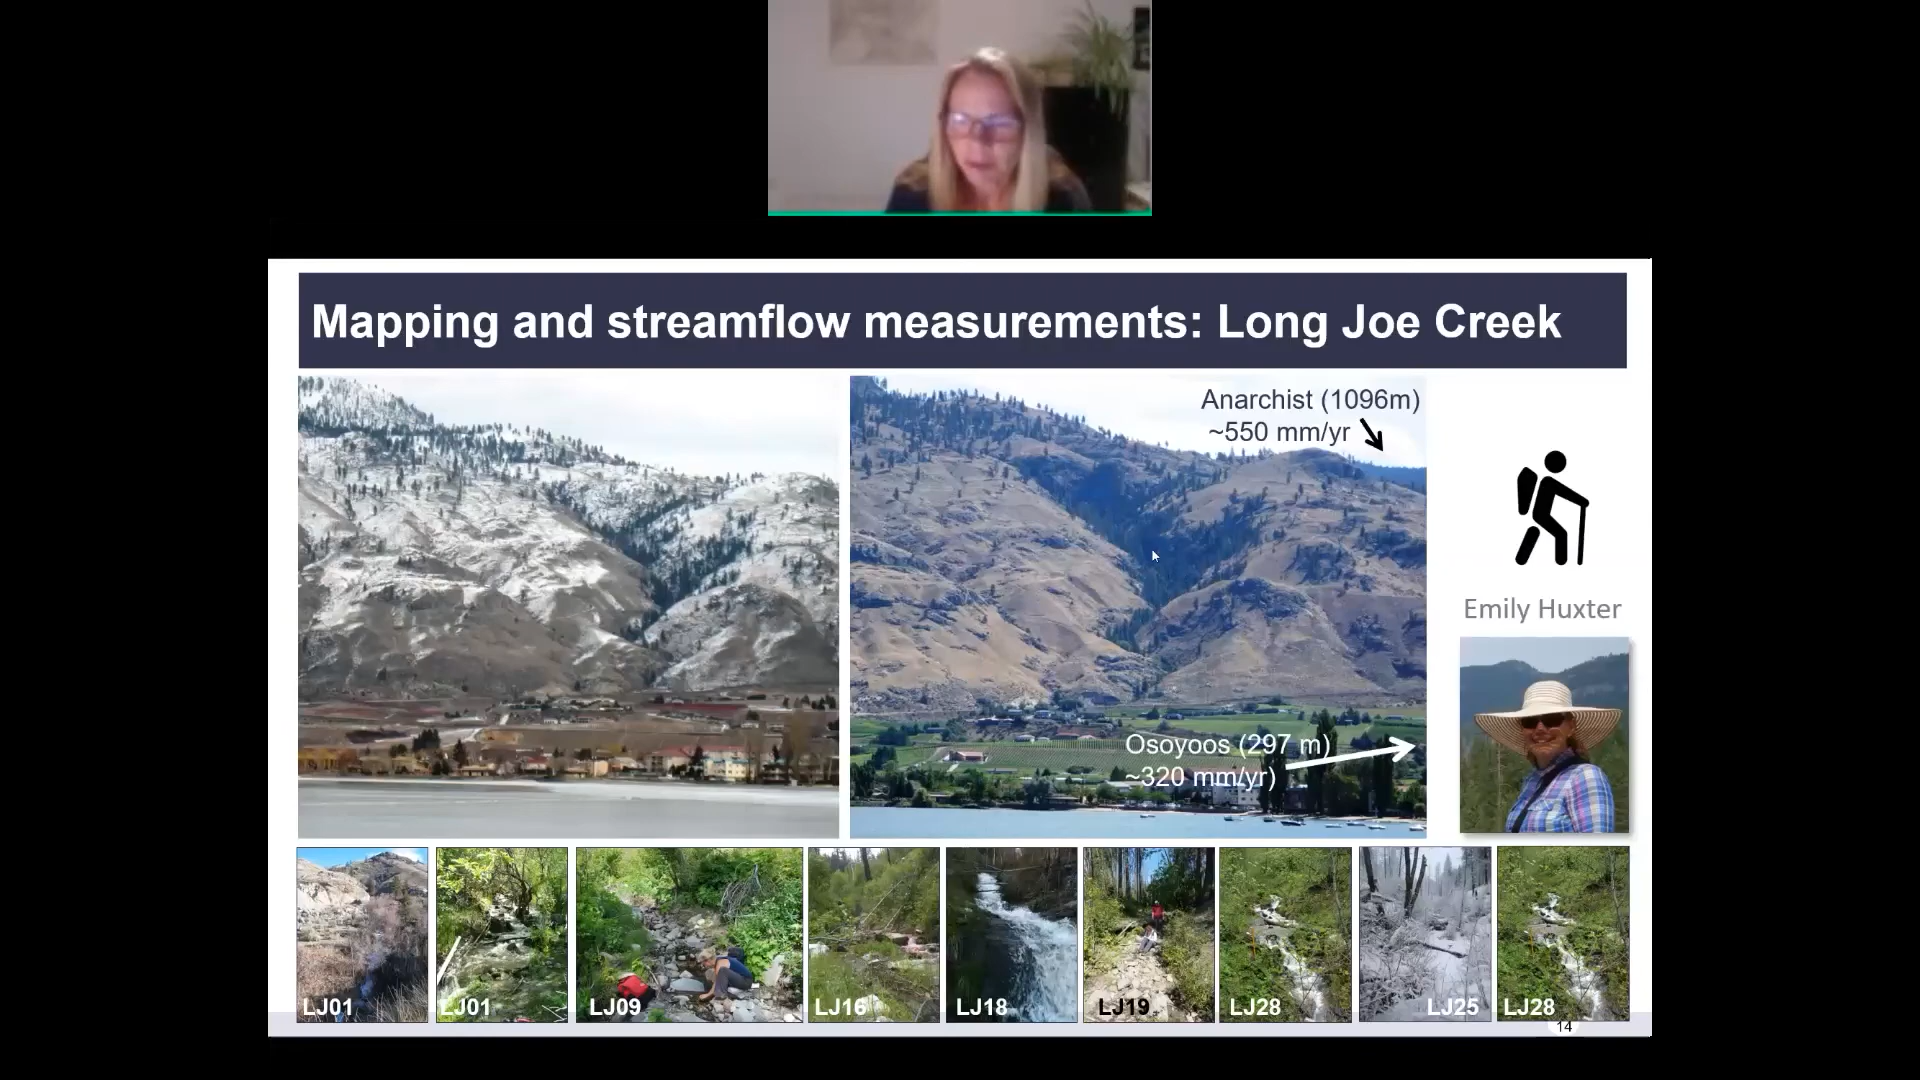 Mapping and streamflow measurements: Long Joe Creek
Anarchist (1096m)
~550 mm/yr
Emily Huxter
Osoyoos (297 m)
~320 mm/yr)
LJ01
LJ01
LJ09
LJ16
LJ18
LJ19
LJ28
LJ25
LJ28
14